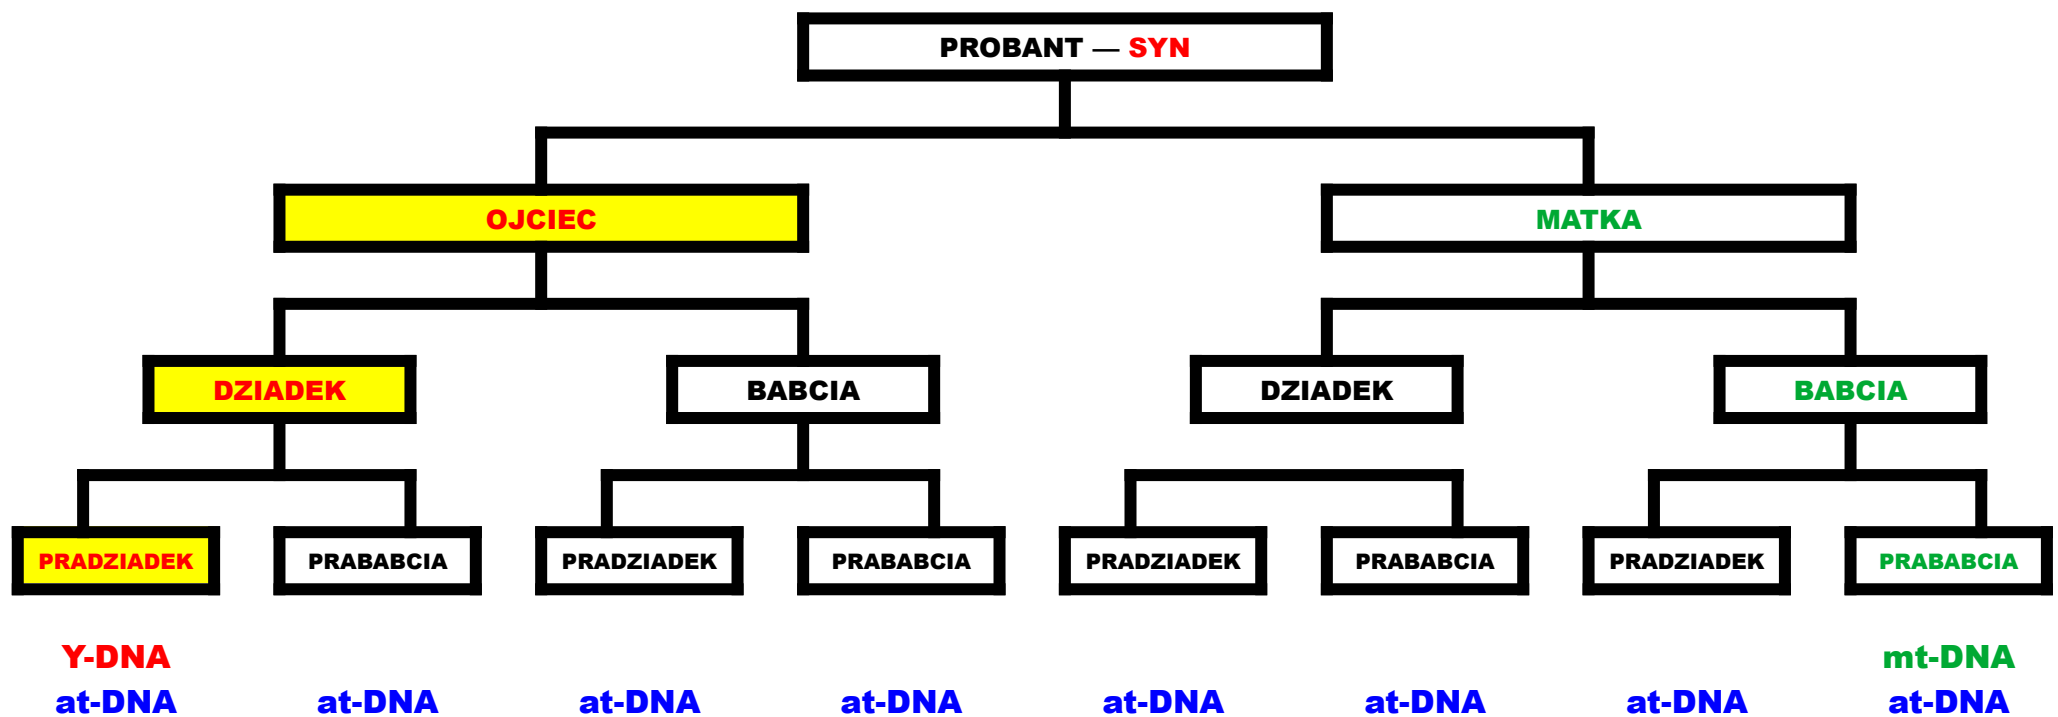 PROBANT — SYN
OJCIEC MATKA
DZIADEK BABCIA DZIADEK BABCIA
PRADZIADEK PRABABCIA PRADZIADEK PRABABCIA PRADZIADEK PRABABCIA PRADZIADEK PRABABCIA
Y-DNA mt-DNA
at-DNA at-DNA at-DNA at-DNA at-DNA at-DNA at-DNA at-DNA